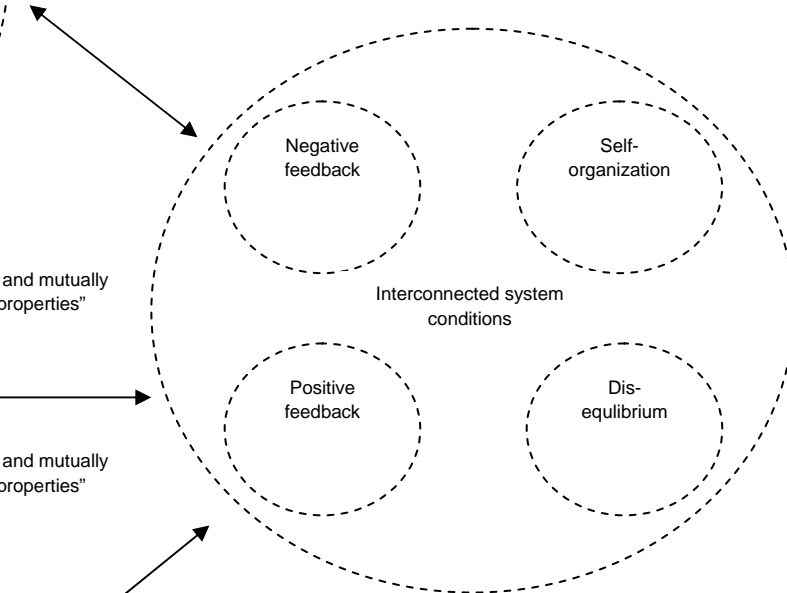 Negative
feedback
Self-
organization
and mutually
properties”
Interconnected system
conditions
Positive
feedback
Dis-
equlibrium
and mutually
properties”